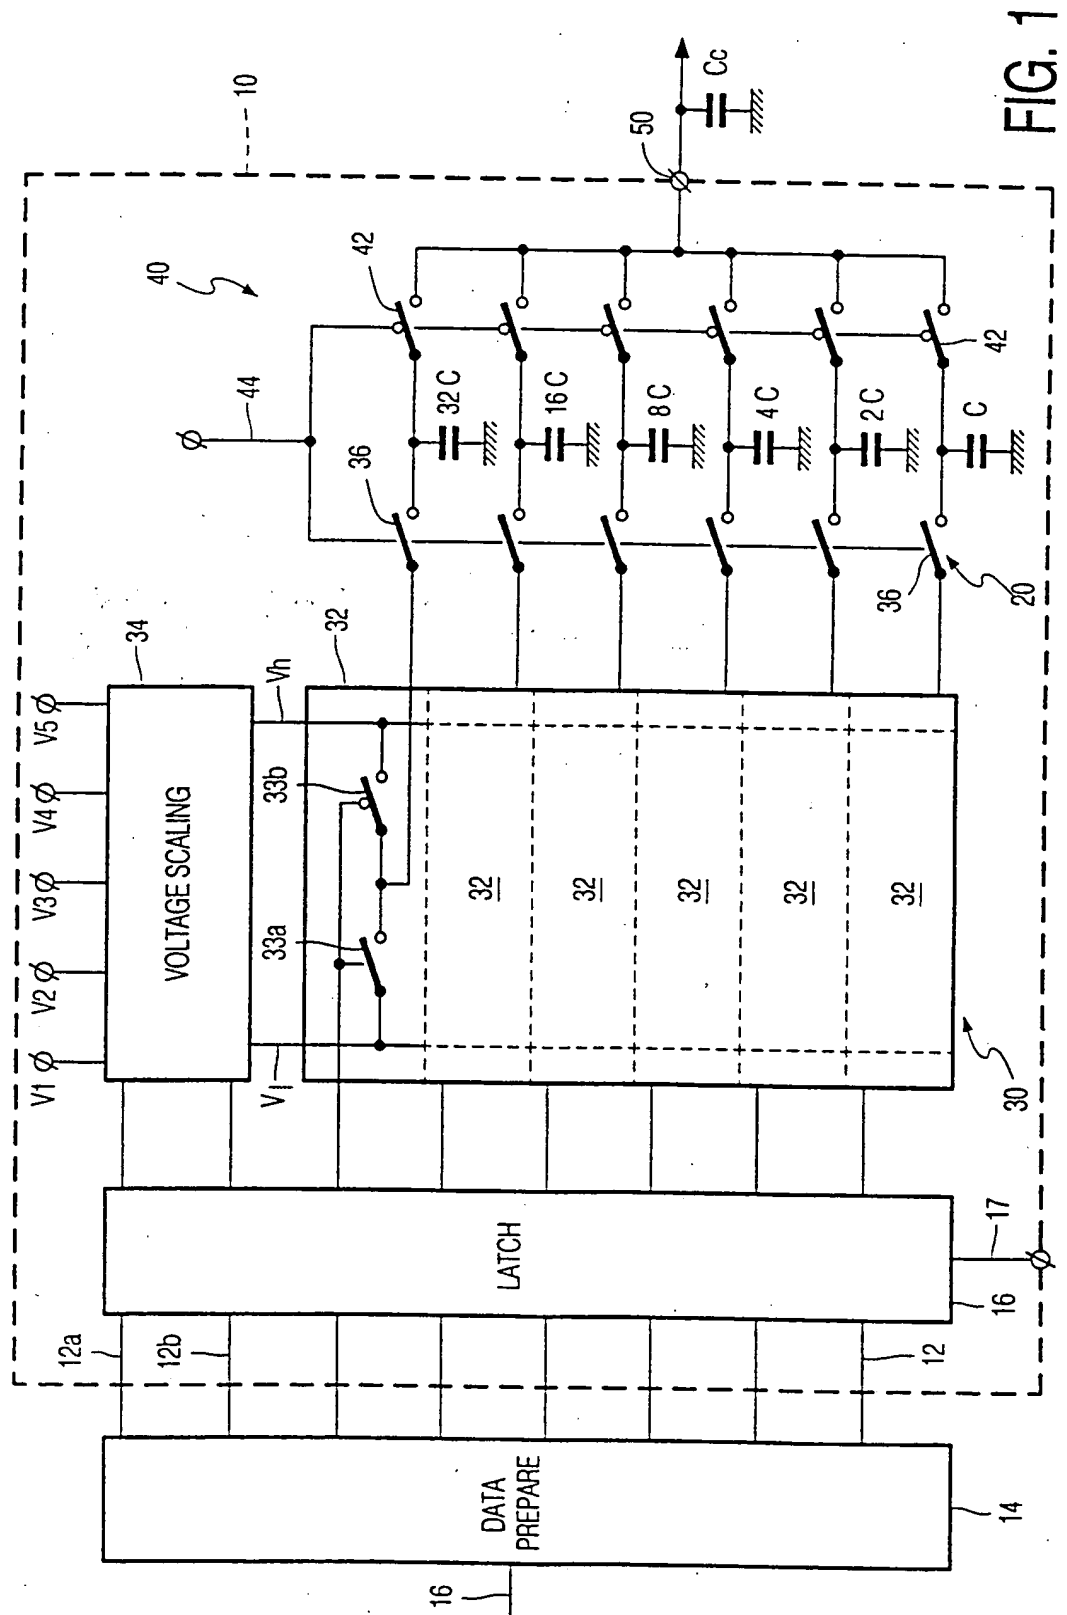 FIG. 1
10
40
44
42
50
Cc
36
32 C
16 C
8 C
4 C
2 C
C
42
36
20
V1
V2
V3
V4
V5
34
VOLTAGE SCALING
Vl
Vh
32
33a
33b
32
32
32
32
32
30
LATCH
16
17
12a
12b
12
DATA
PREPARE
14
16